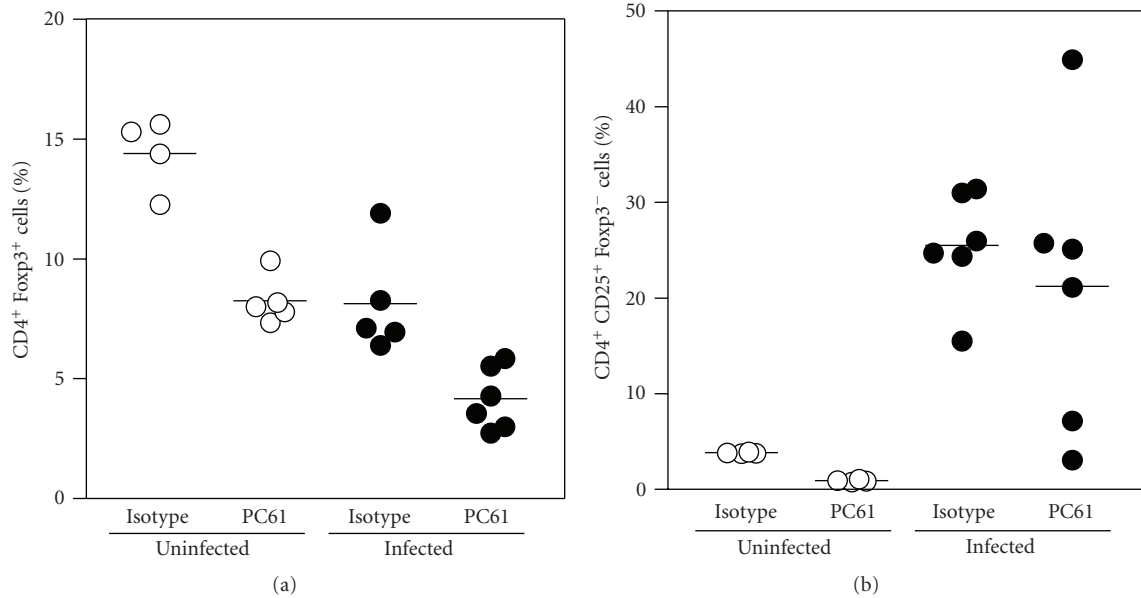 20
15
10
5
0
CD4+ Foxp3+ cells (%)
Isotype PC61 Isotype PC61
Uninfected Infected
(a)
50
40
30
20
10
0
CD4+ CD25+ Foxp3− cells (%)
Isotype PC61 Isotype PC61
Uninfected Infected
(b)